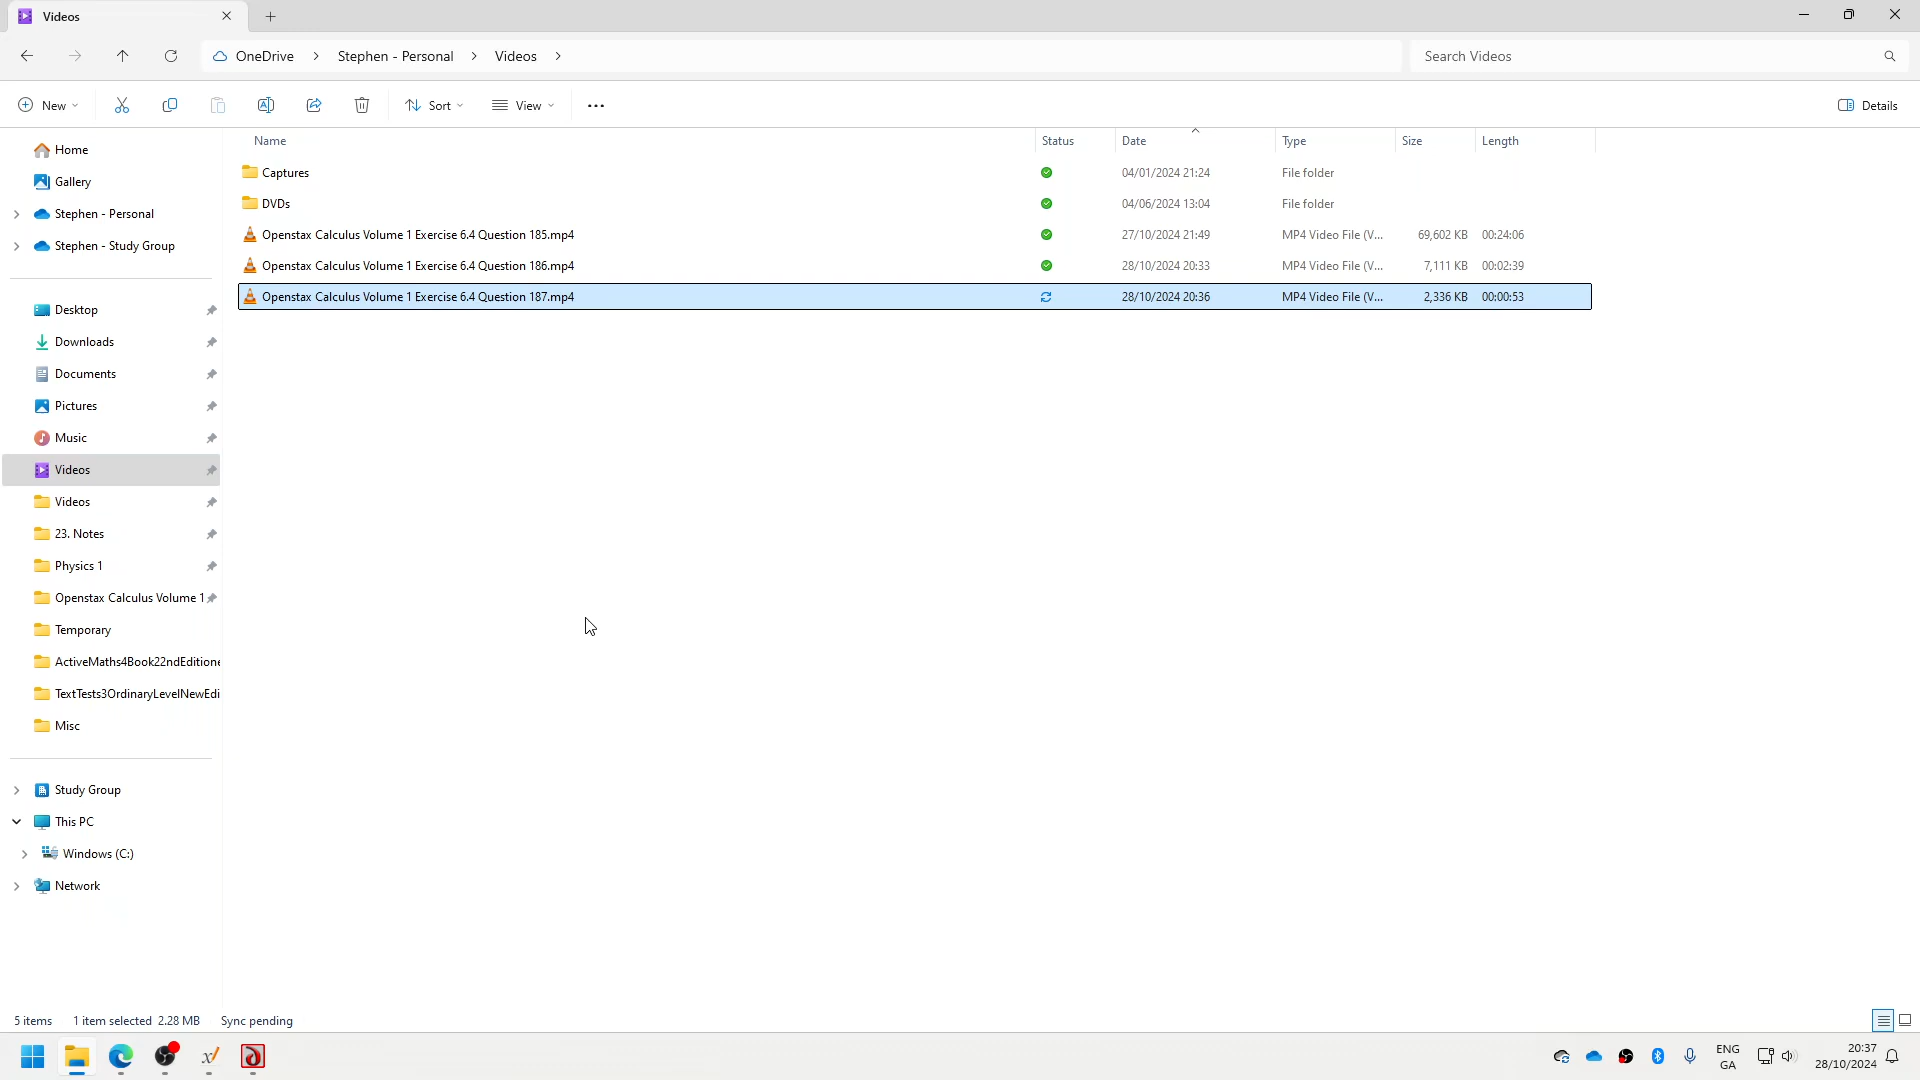 Videos
OneDrive > Stephen - Personal > Videos >
Search Videos
New
Sort
View
Details
Name Status Date Type Size Length
Captures 04/01/2024 21:24 File folder
DVDs 04/06/2024 13:04 File folder
Openstax Calculus Volume 1 Exercise 6.4 Question 185.mp4 27/10/2024 21:49 MP4 Video File (V... 69,602 KB 00:24:06
Openstax Calculus Volume 1 Exercise 6.4 Question 186.mp4 28/10/2024 20:33 MP4 Video File (V... 7,111 KB 00:02:39
Openstax Calculus Volume 1 Exercise 6.4 Question 187.mp4 28/10/2024 20:36 MP4 Video File (V... 2,336 KB 00:00:53
Home
Gallery
Stephen - Personal
Stephen - Study Group
Desktop
Downloads
Documents
Pictures
Music
Videos
Videos
23. Notes
Physics 1
Openstax Calculus Volume 1
Temporary
ActiveMaths4Book22ndEditione
TextTests3OrdinaryLevelNewEdi
Misc
Study Group
This PC
Windows (C:)
Network
5 items 1 item selected 2.28 MB Sync pending
ENG
GA
20:37
28/10/2024